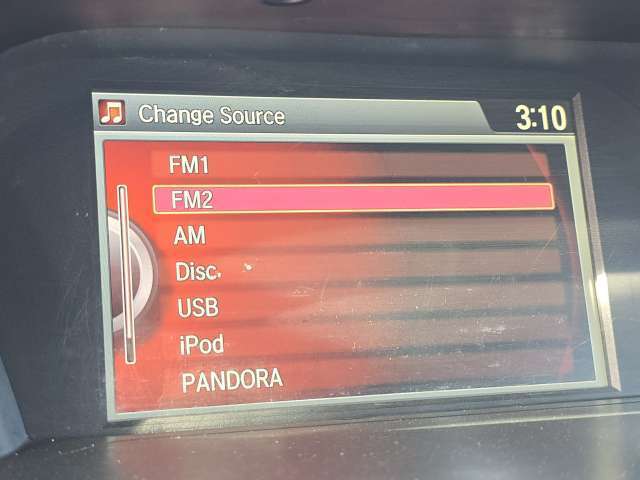 Change Source
3:10
FM1
FM2
AM
Disc
USB
iPod
PANDORA